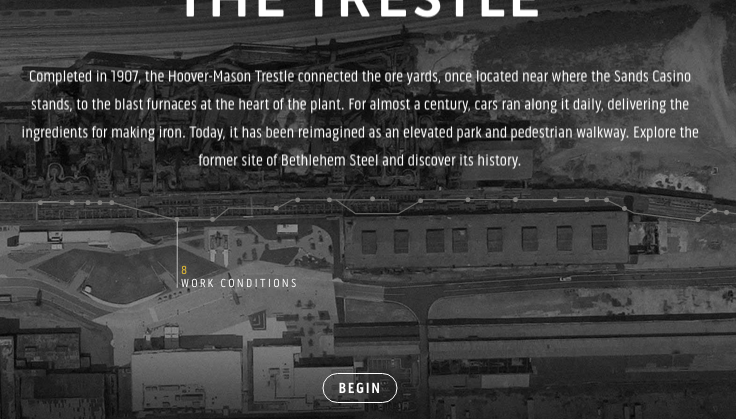 THE TRESTLE
Completed in 1907, the Hoover-Mason Trestle connected the ore yards, once located near where the Sands Casino
stands, to the blast furnaces at the heart of the plant. For almost a century, cars ran along it daily, delivering the
ingredients for making iron. Today, it has been reimagined as an elevated park and pedestrian walkway. Explore the
former site of Bethlehem Steel and discover its history.
8
WORK CONDITIONS
BEGIN